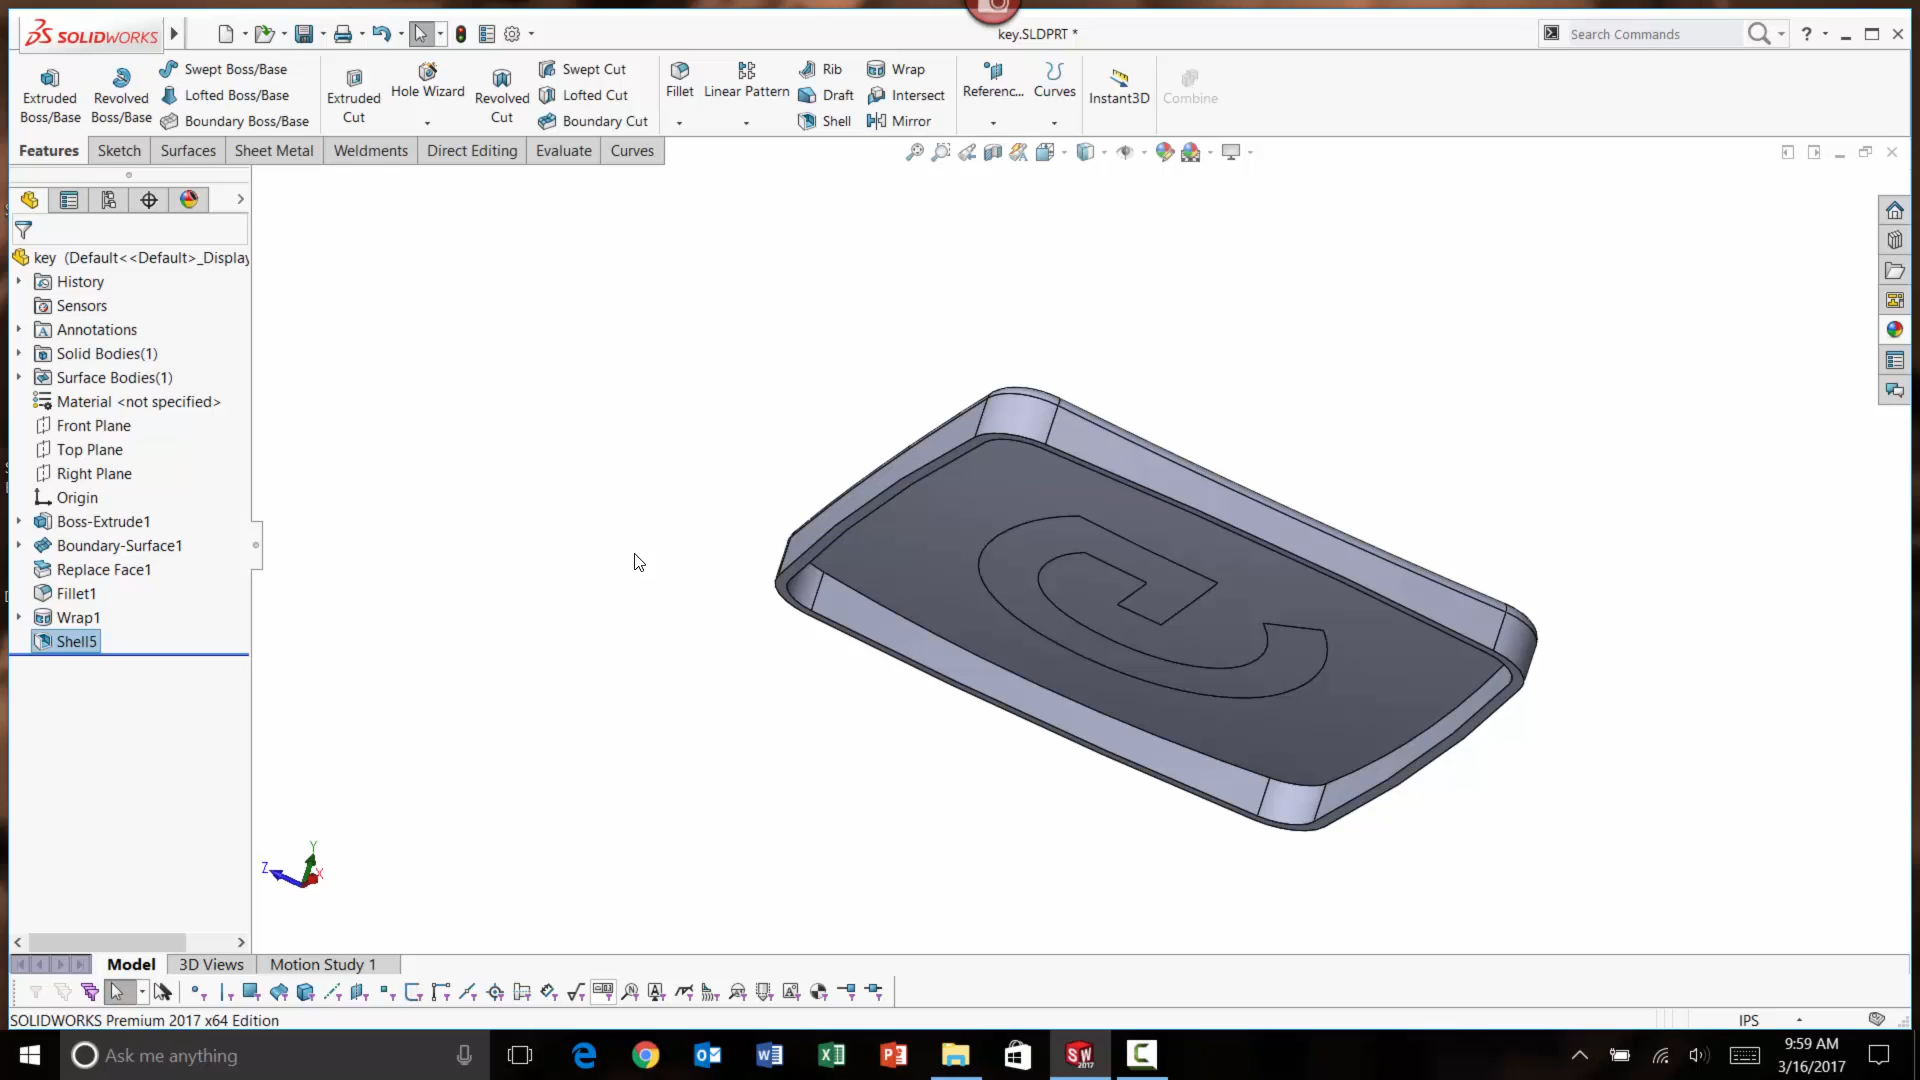 SOLIDWORKS
key.SLDPRT *
Search Commands
?
Extruded Boss/Base
Revolved Boss/Base
Swept Boss/Base
Lofted Boss/Base
Boundary Boss/Base
Extruded Cut
Hole Wizard
Revolved Cut
Swept Cut
Lofted Cut
Boundary Cut
Fillet
Linear Pattern
Rib
Draft
Shell
Wrap
Intersect
Mirror
Referenc...
Curves
Instant3D
Combine
Features
Sketch
Surfaces
Sheet Metal
Weldments
Direct Editing
Evaluate
Curves
key (Default<<Default>_Display
History
Sensors
Annotations
Solid Bodies(1)
Surface Bodies(1)
Material <not specified>
Front Plane
Top Plane
Right Plane
Origin
Boss-Extrude1
Boundary-Surface1
Replace Face1
Fillet1
Wrap1
Shell5
Y
Z
X
Model
3D Views
Motion Study 1
SOLIDWORKS Premium 2017 x64 Edition
IPS
Ask me anything
9:59 AM
3/16/2017